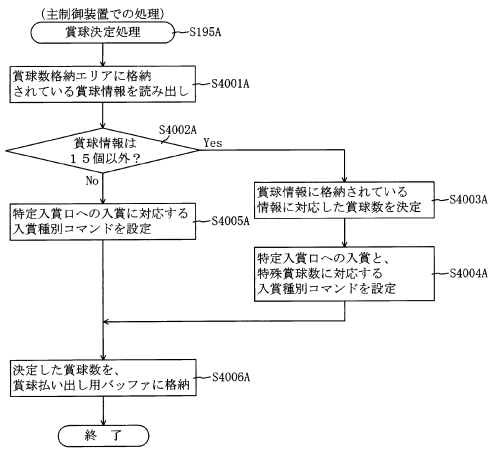 (主制御装置での処理)
賞球決定処理
S195A
賞球数格納エリアに格納
されている賞球情報を読み出し
S4001A
S4002A
賞球情報は
15個以外?
Yes
No
賞球情報に格納されている
情報に対応した賞球数を決定
S4003A
特定入賞口への入賞に対応する
入賞種別コマンドを設定
S4005A
特定入賞口への入賞と、
特殊賞球数に対応する
入賞種別コマンドを設定
S4004A
決定した賞球数を、
賞球払い出し用バッファに格納
S4006A
終 了